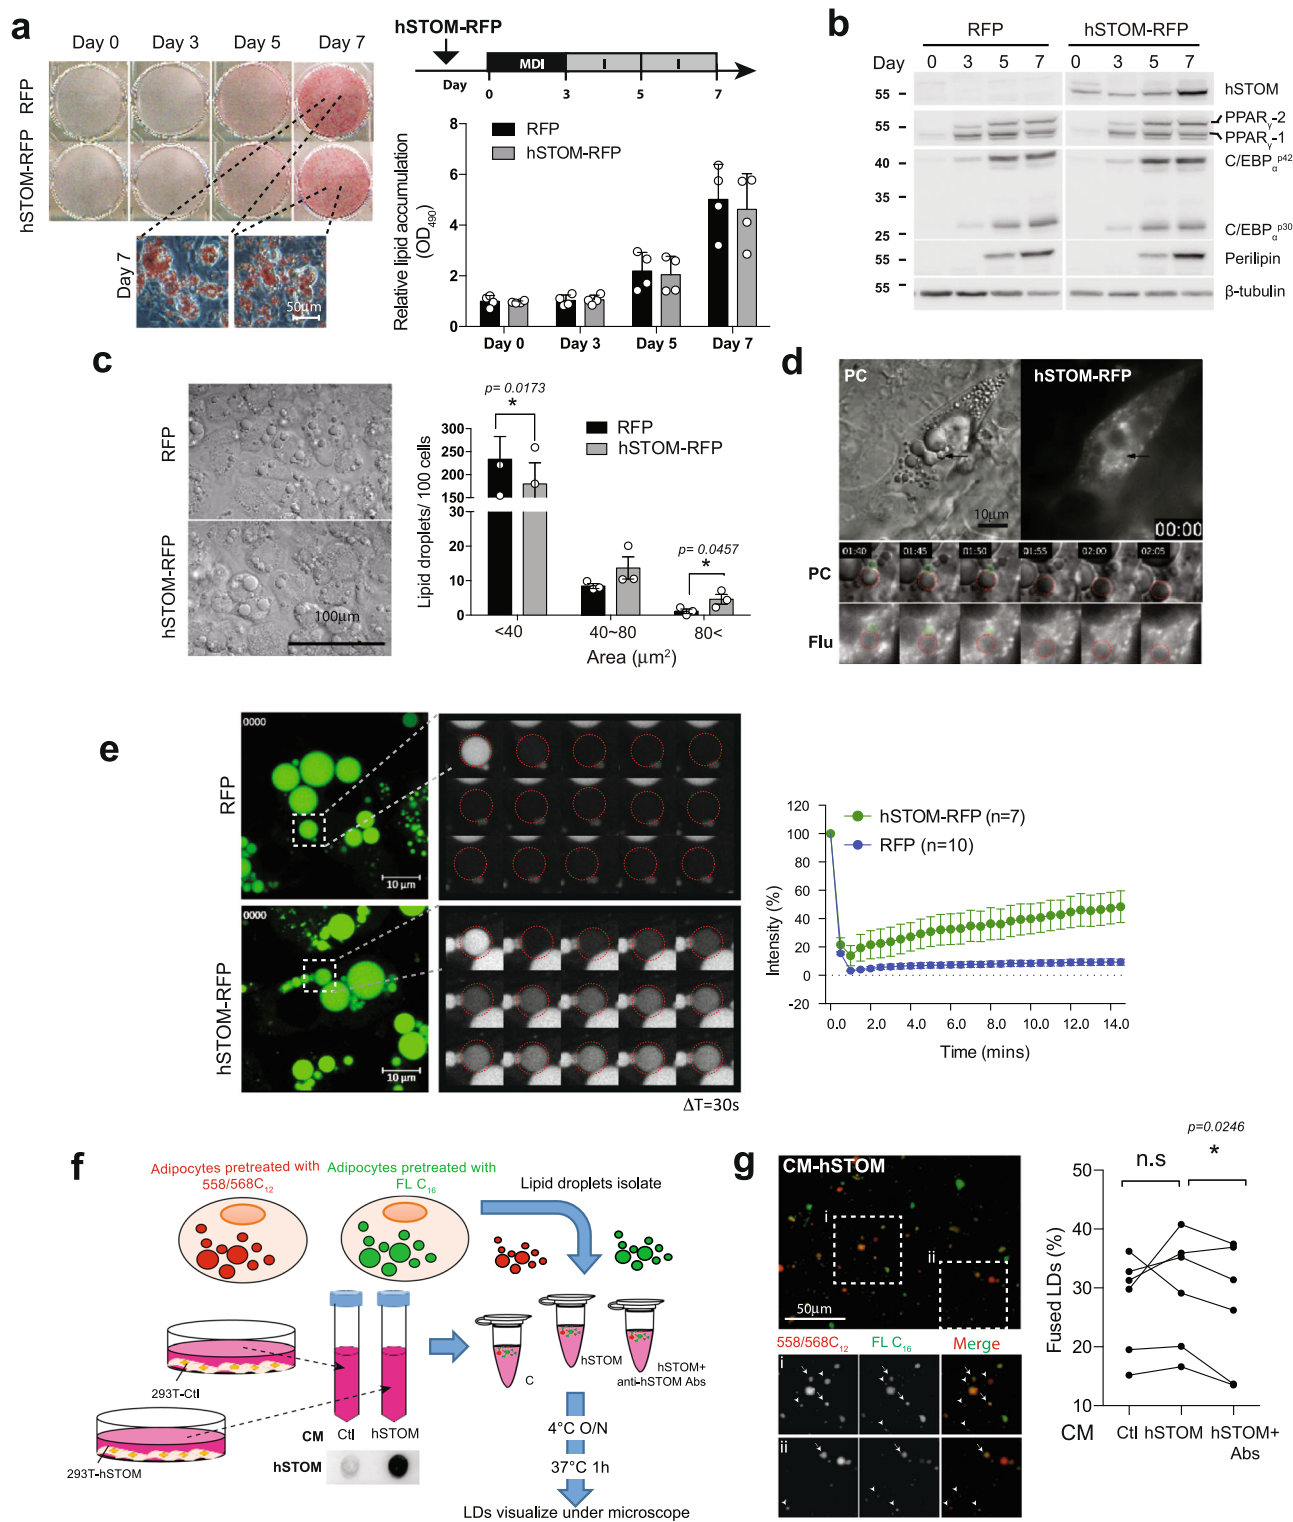 a
Day 0 Day 3 Day 5 Day 7
RFP
hSTOM-RFP
Day 7
50μm
hSTOM-RFP
MDI I I
Day
0 3 5 7
Relative lipid accumulation
(OD490)
8
6
4
2
0
RFP
hSTOM-RFP
Day 0 Day 3 Day 5 Day 7
b
RFP hSTOM-RFP
Day 0 3 5 7 0 3 5 7
55 hSTOM
55 PPARγ-2
PPARγ-1
40 C/EBPα p42
35
25 C/EBPα p30
55 Perilipin
55 β-tubulin
c
RFP
hSTOM-RFP
100μm
p= 0.0173
*
RFP
hSTOM-RFP
Lipid droplets/ 100 cells
300
250
200
150
30
20
10
0
p= 0.0457
*
<40 40~80 80<
Area (μm²)
d
PC hSTOM-RFP
10μm 00:00
PC 01:40 01:45 01:50 01:55 02:00 02:05
Flu
e
RFP
0000
10 μm
hSTOM-RFP
0000
10 μm
ΔT=30s
Intensity (%)
120
100
80
60
40
20
0
-20
hSTOM-RFP (n=7)
RFP (n=10)
0.0 2.0 4.0 6.0 8.0 10.0 12.0 14.0
Time (mins)
f
Adipocytes pretreated with
558/568C12
Adipocytes pretreated with
FL C16
Lipid droplets isolate
293T-Ctl
293T-hSTOM
CM Ctl hSTOM
hSTOM
C
hSTOM
hSTOM+
anti-hSTOM Abs
4°C O/N
37°C 1h
LDs visualize under microscope
g
CM-hSTOM
i
ii
50μm
558/568C12 FL C16 Merge
i
ii
p=0.0246
n.s *
Fused LDs (%)
50
40
30
20
10
CM Ctl hSTOM hSTOM+
Abs